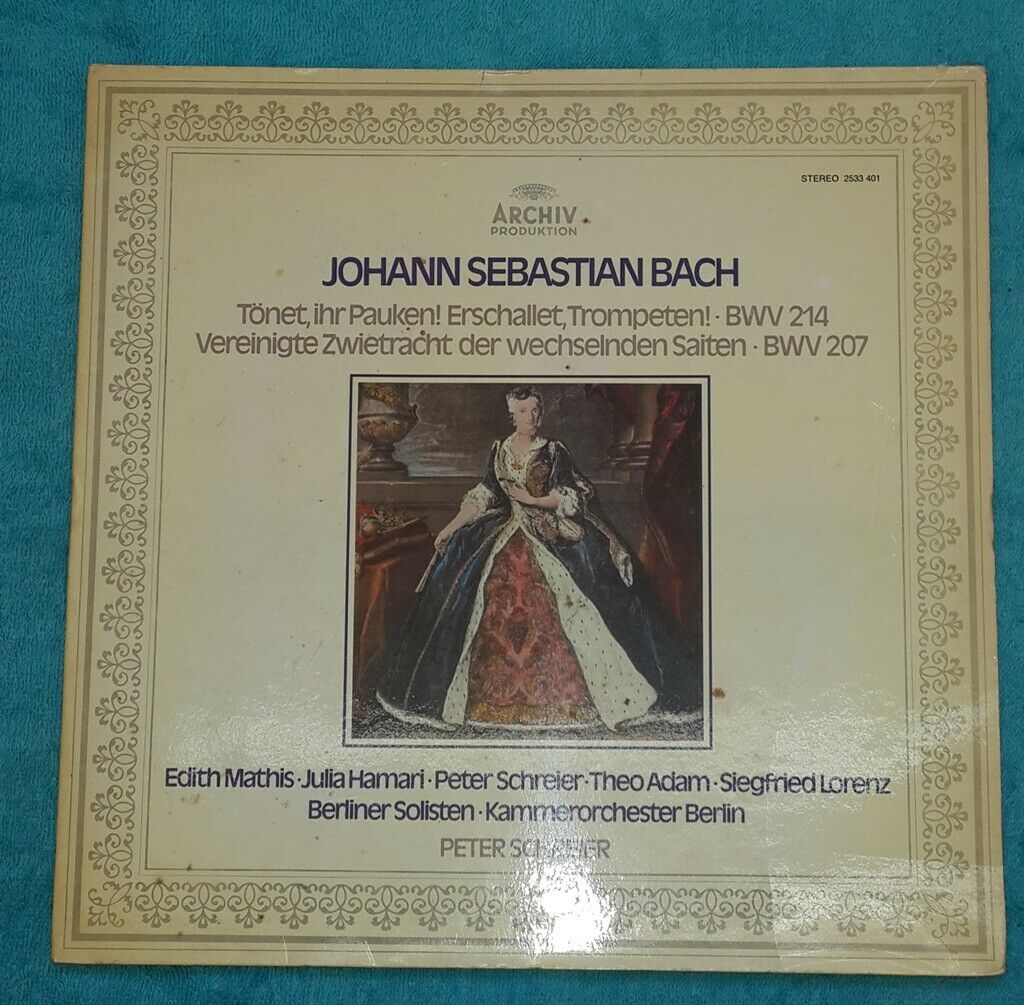 STEREO 2533 401
ARCHIV
PRODUKTION
JOHANN SEBASTIAN BACH
Tönet, ihr Pauken! Erschallet, Trompeten! · BWV 214
Vereinigte Zwietracht der wechselnden Saiten · BWV 207
Edith Mathis · Julia Hamari · Peter Schreier · Theo Adam · Siegfried Lorenz
Berliner Solisten · Kammerorchester Berlin
PETER SCHREIER